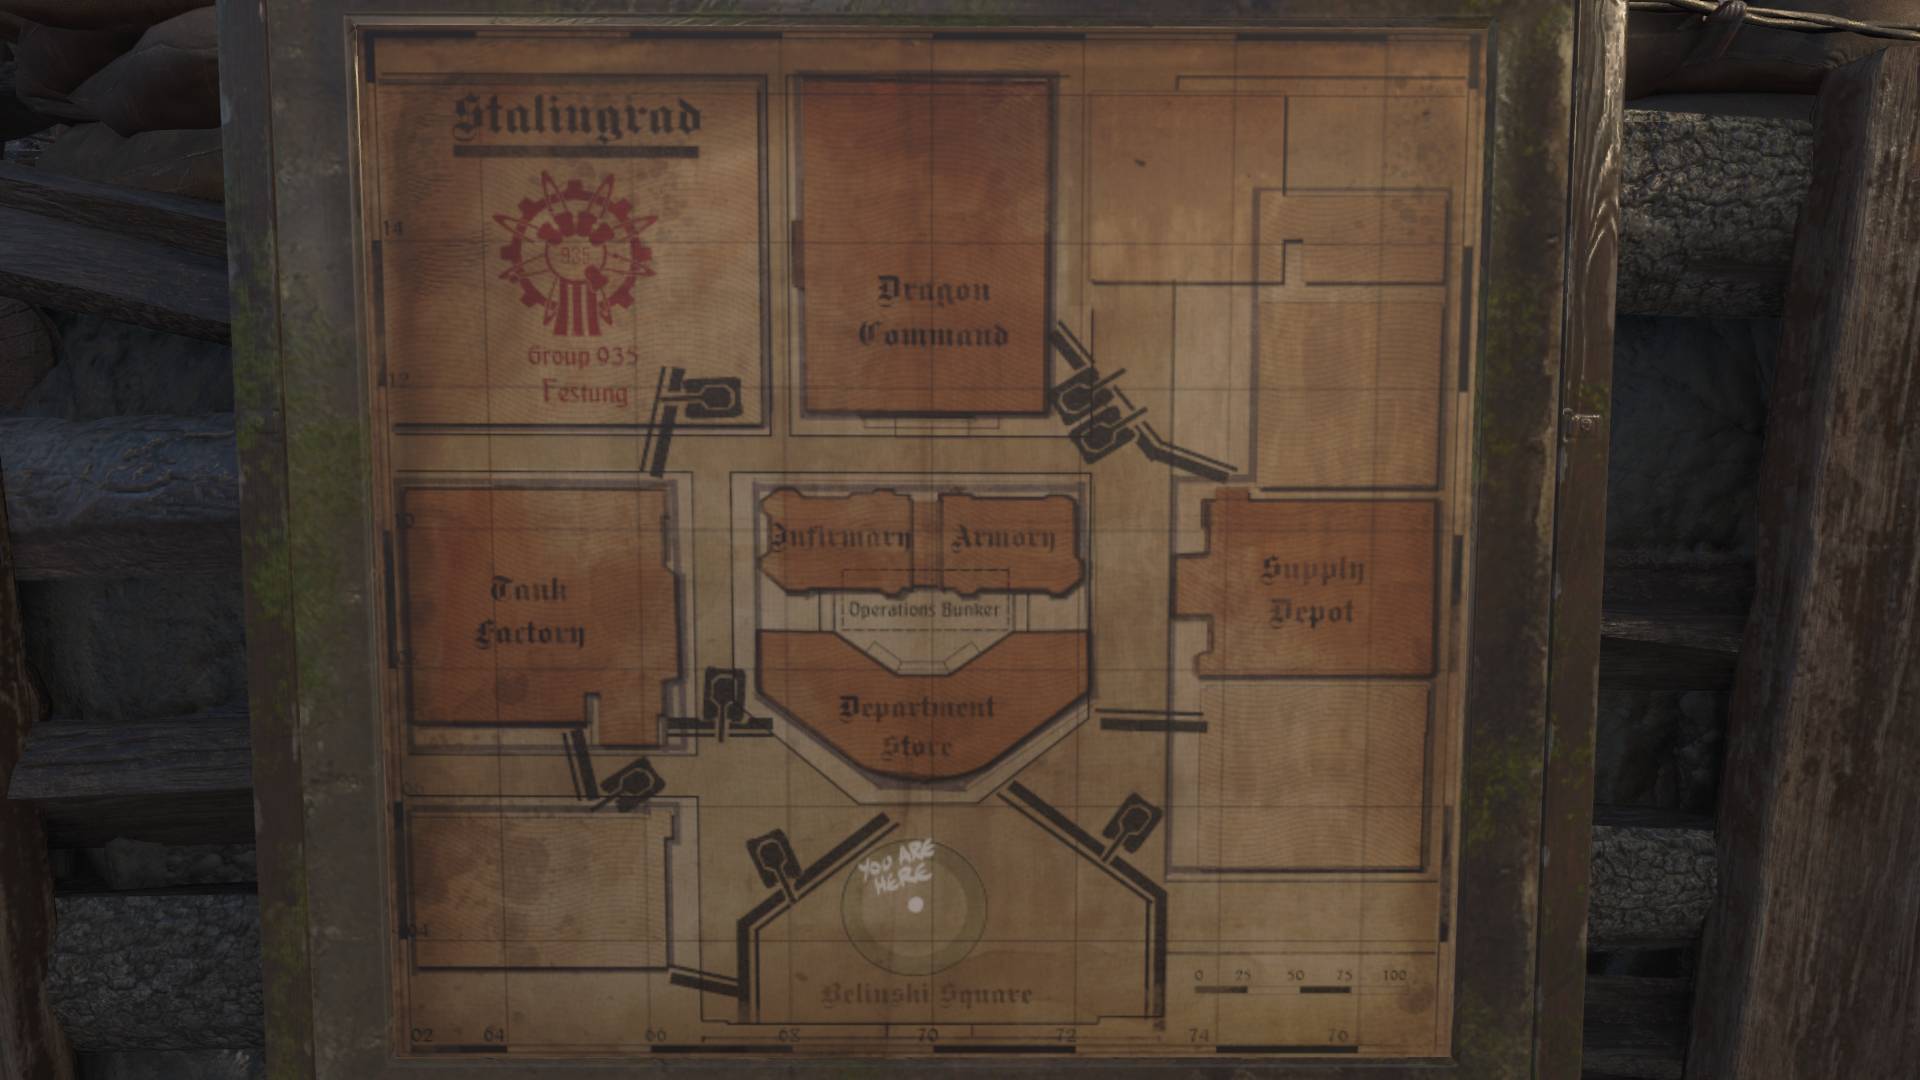 Stalingrad
935
Group 935
Festung
Dragon
Command
14
12
Infirmary
Armory
Operations Bunker
Tank
Factory
Supply
Depot
Department
Store
YOU ARE
HERE
04
Belinski Square
0 25 50 75 100
02 64 66 68 70 72 74 76